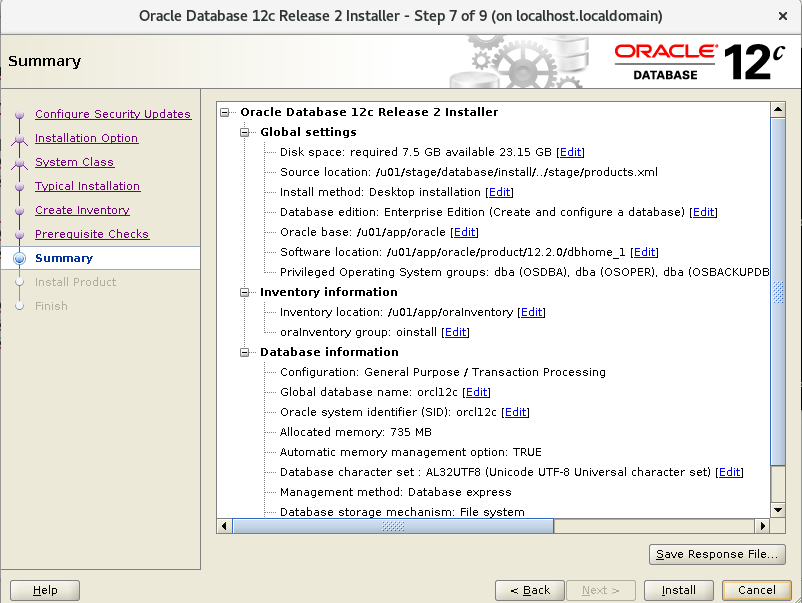 Oracle Database 12c Release 2 Installer - Step 7 of 9 (on localhost.localdomain)
Summary
ORACLE
DATABASE
12c
Configure Security Updates
Installation Option
System Class
Typical Installation
Create Inventory
Prerequisite Checks
Summary
Install Product
Finish
Oracle Database 12c Release 2 Installer
Global settings
Disk space: required 7.5 GB available 23.15 GB [Edit]
Source location: /u01/stage/database/install/../stage/products.xml
Install method: Desktop installation [Edit]
Database edition: Enterprise Edition (Create and configure a database) [Edit]
Oracle base: /u01/app/oracle [Edit]
Software location: /u01/app/oracle/product/12.2.0/dbhome_1 [Edit]
Privileged Operating System groups: dba (OSDBA), dba (OSOPER), dba (OSBACKUPDB
Inventory information
Inventory location: /u01/app/oraInventory [Edit]
oraInventory group: oinstall [Edit]
Database information
Configuration: General Purpose / Transaction Processing
Global database name: orcl12c [Edit]
Oracle system identifier (SID): orcl12c [Edit]
Allocated memory: 735 MB
Automatic memory management option: TRUE
Database character set : AL32UTF8 (Unicode UTF-8 Universal character set) [Edit]
Management method: Database express
Database storage mechanism: File system
Save Response File...
Help
< Back
Next >
Install
Cancel